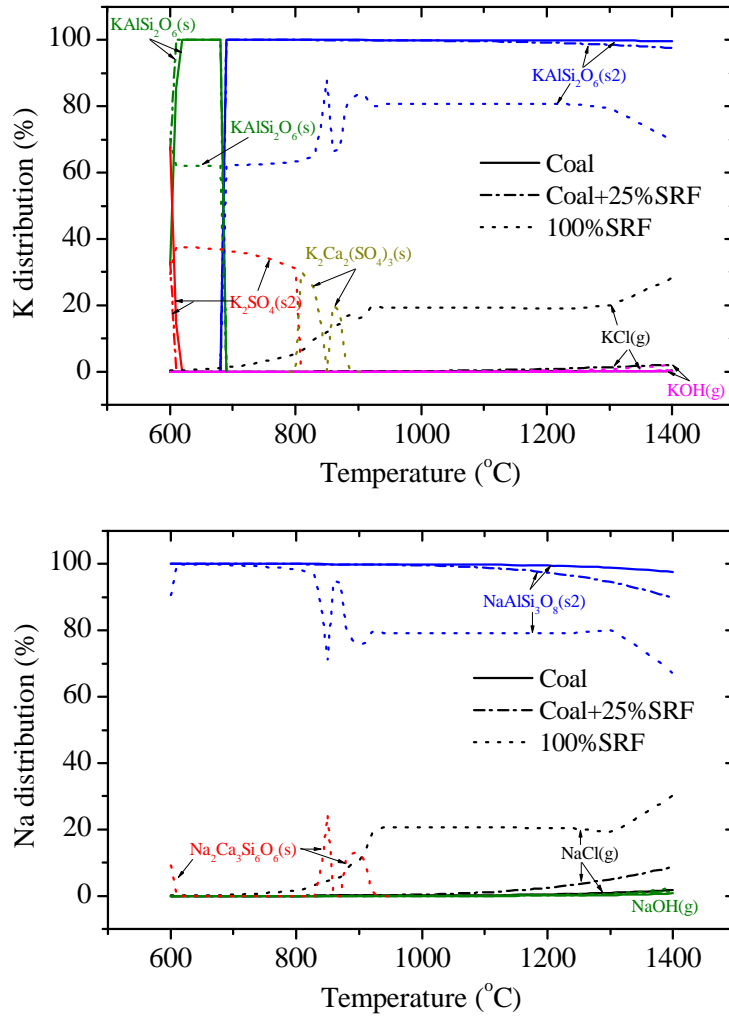 100
80
60
40
20
0
K distribution (%)
KAlSi₂O₆(s)
KAlSi₂O₆(s2)
KAlSi₂O₆(s)
Coal
Coal+25%SRF
100%SRF
K₂Ca₂(SO₄)₃(s)
K₂SO₄(s2)
KCl(g)
KOH(g)
600 800 1000 1200 1400
Temperature (°C)
100
80
60
40
20
0
Na distribution (%)
NaAlSi₃O₈(s2)
Coal
Coal+25%SRF
100%SRF
Na₂Ca₃Si₆O₆(s)
NaCl(g)
NaOH(g)
600 800 1000 1200 1400
Temperature (°C)